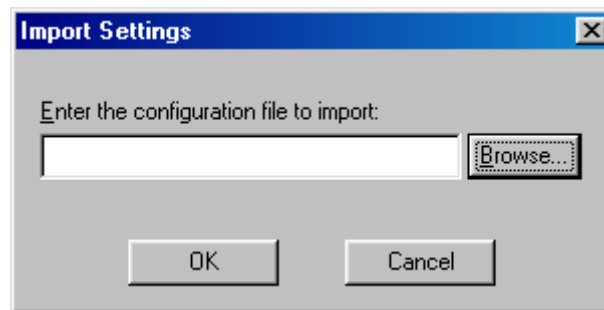 Import Settings
Enter the configuration file to import:
Browse...
OK
Cancel